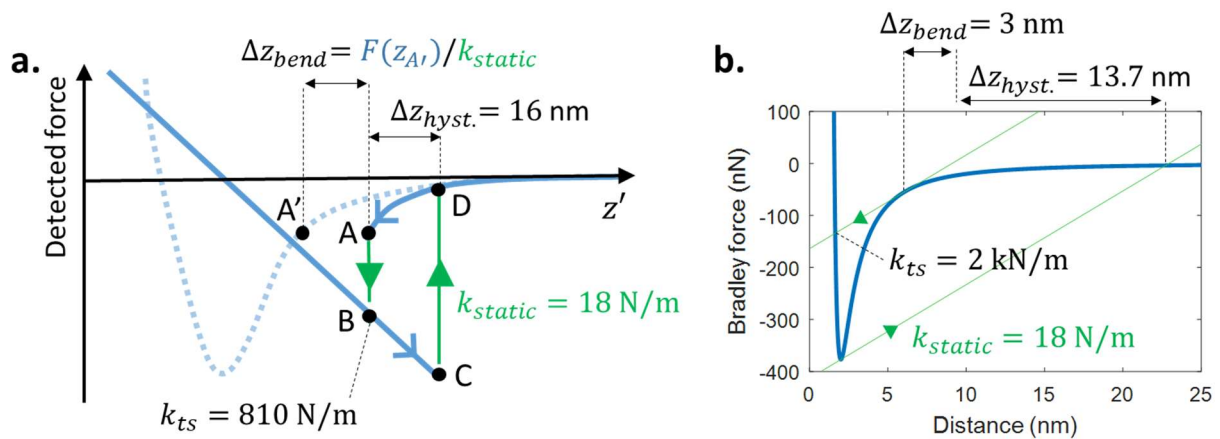 a.
Δz_bend = F(z_A′)/k_static
Δz_hyst. = 16 nm
Detected force
z′
A′
A
D
B
C
k_static = 18 N/m
k_ts = 810 N/m
b.
Δz_bend = 3 nm
Δz_hyst. = 13.7 nm
Bradley force (nN)
100
0
-100
-200
-300
-400
k_ts = 2 kN/m
k_static = 18 N/m
0 5 10 15 20 25
Distance (nm)